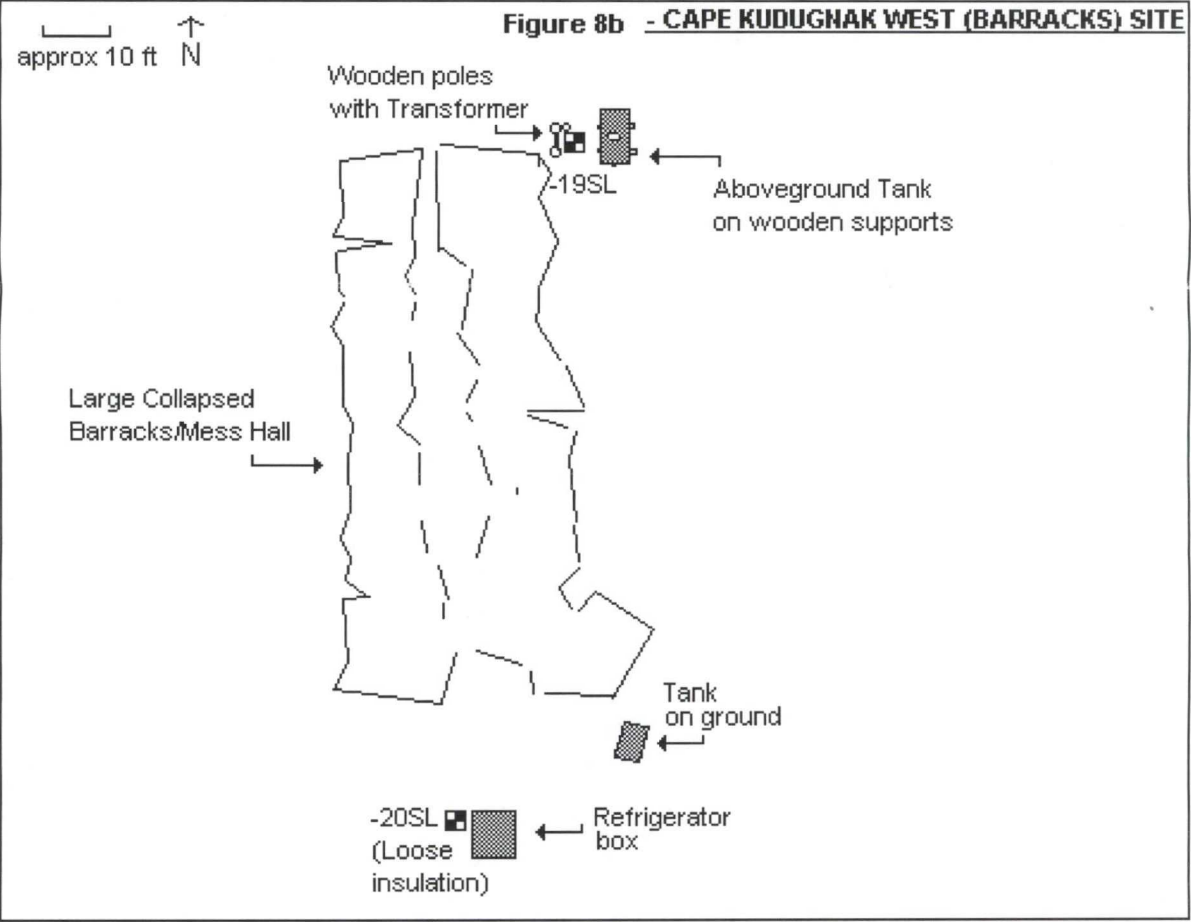 Figure 8b - CAPE KUDUGNAK WEST (BARRACKS) SITE
approx 10 ft N
Wooden poles
with Transformer
-19SL
Aboveground Tank
on wooden supports
Large Collapsed
Barracks/Mess Hall
Tank
on ground
-20SL
(Loose
insulation)
Refrigerator
box